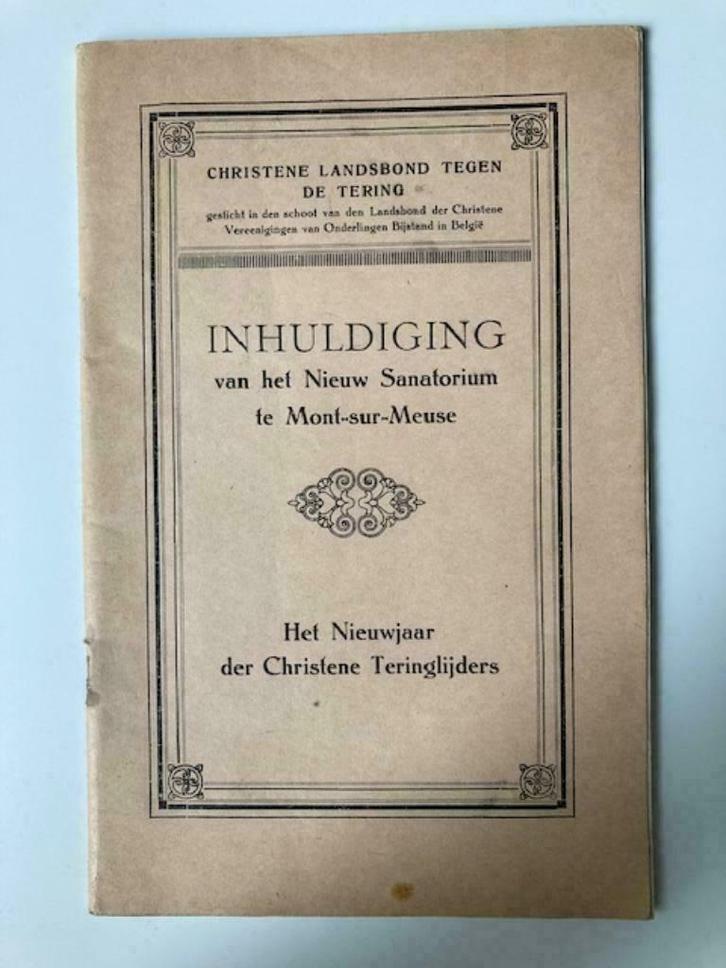 CHRISTENE LANDSBOND TEGEN
DE TERING
gesticht in den schoot van den Landsbond der Christene
Vereenigingen van Onderlingen Bijstand in België
INHULDIGING
van het Nieuw Sanatorium
te Mont-sur-Meuse
Het Nieuwjaar
der Christene Teringlijders